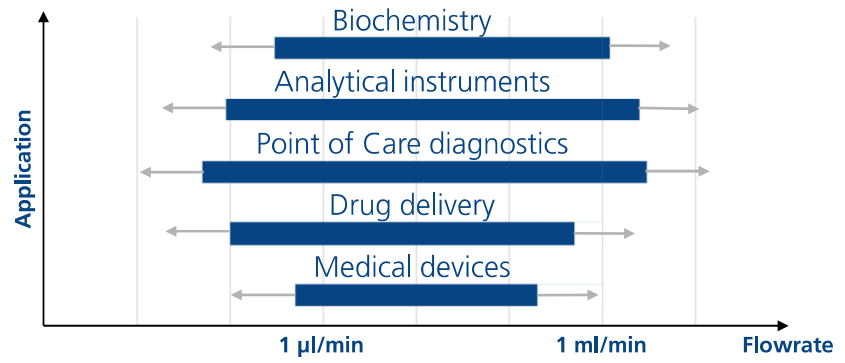 Biochemistry
Analytical instruments
Point of Care diagnostics
Drug delivery
Medical devices
Application
1 µl/min
1 ml/min
Flowrate